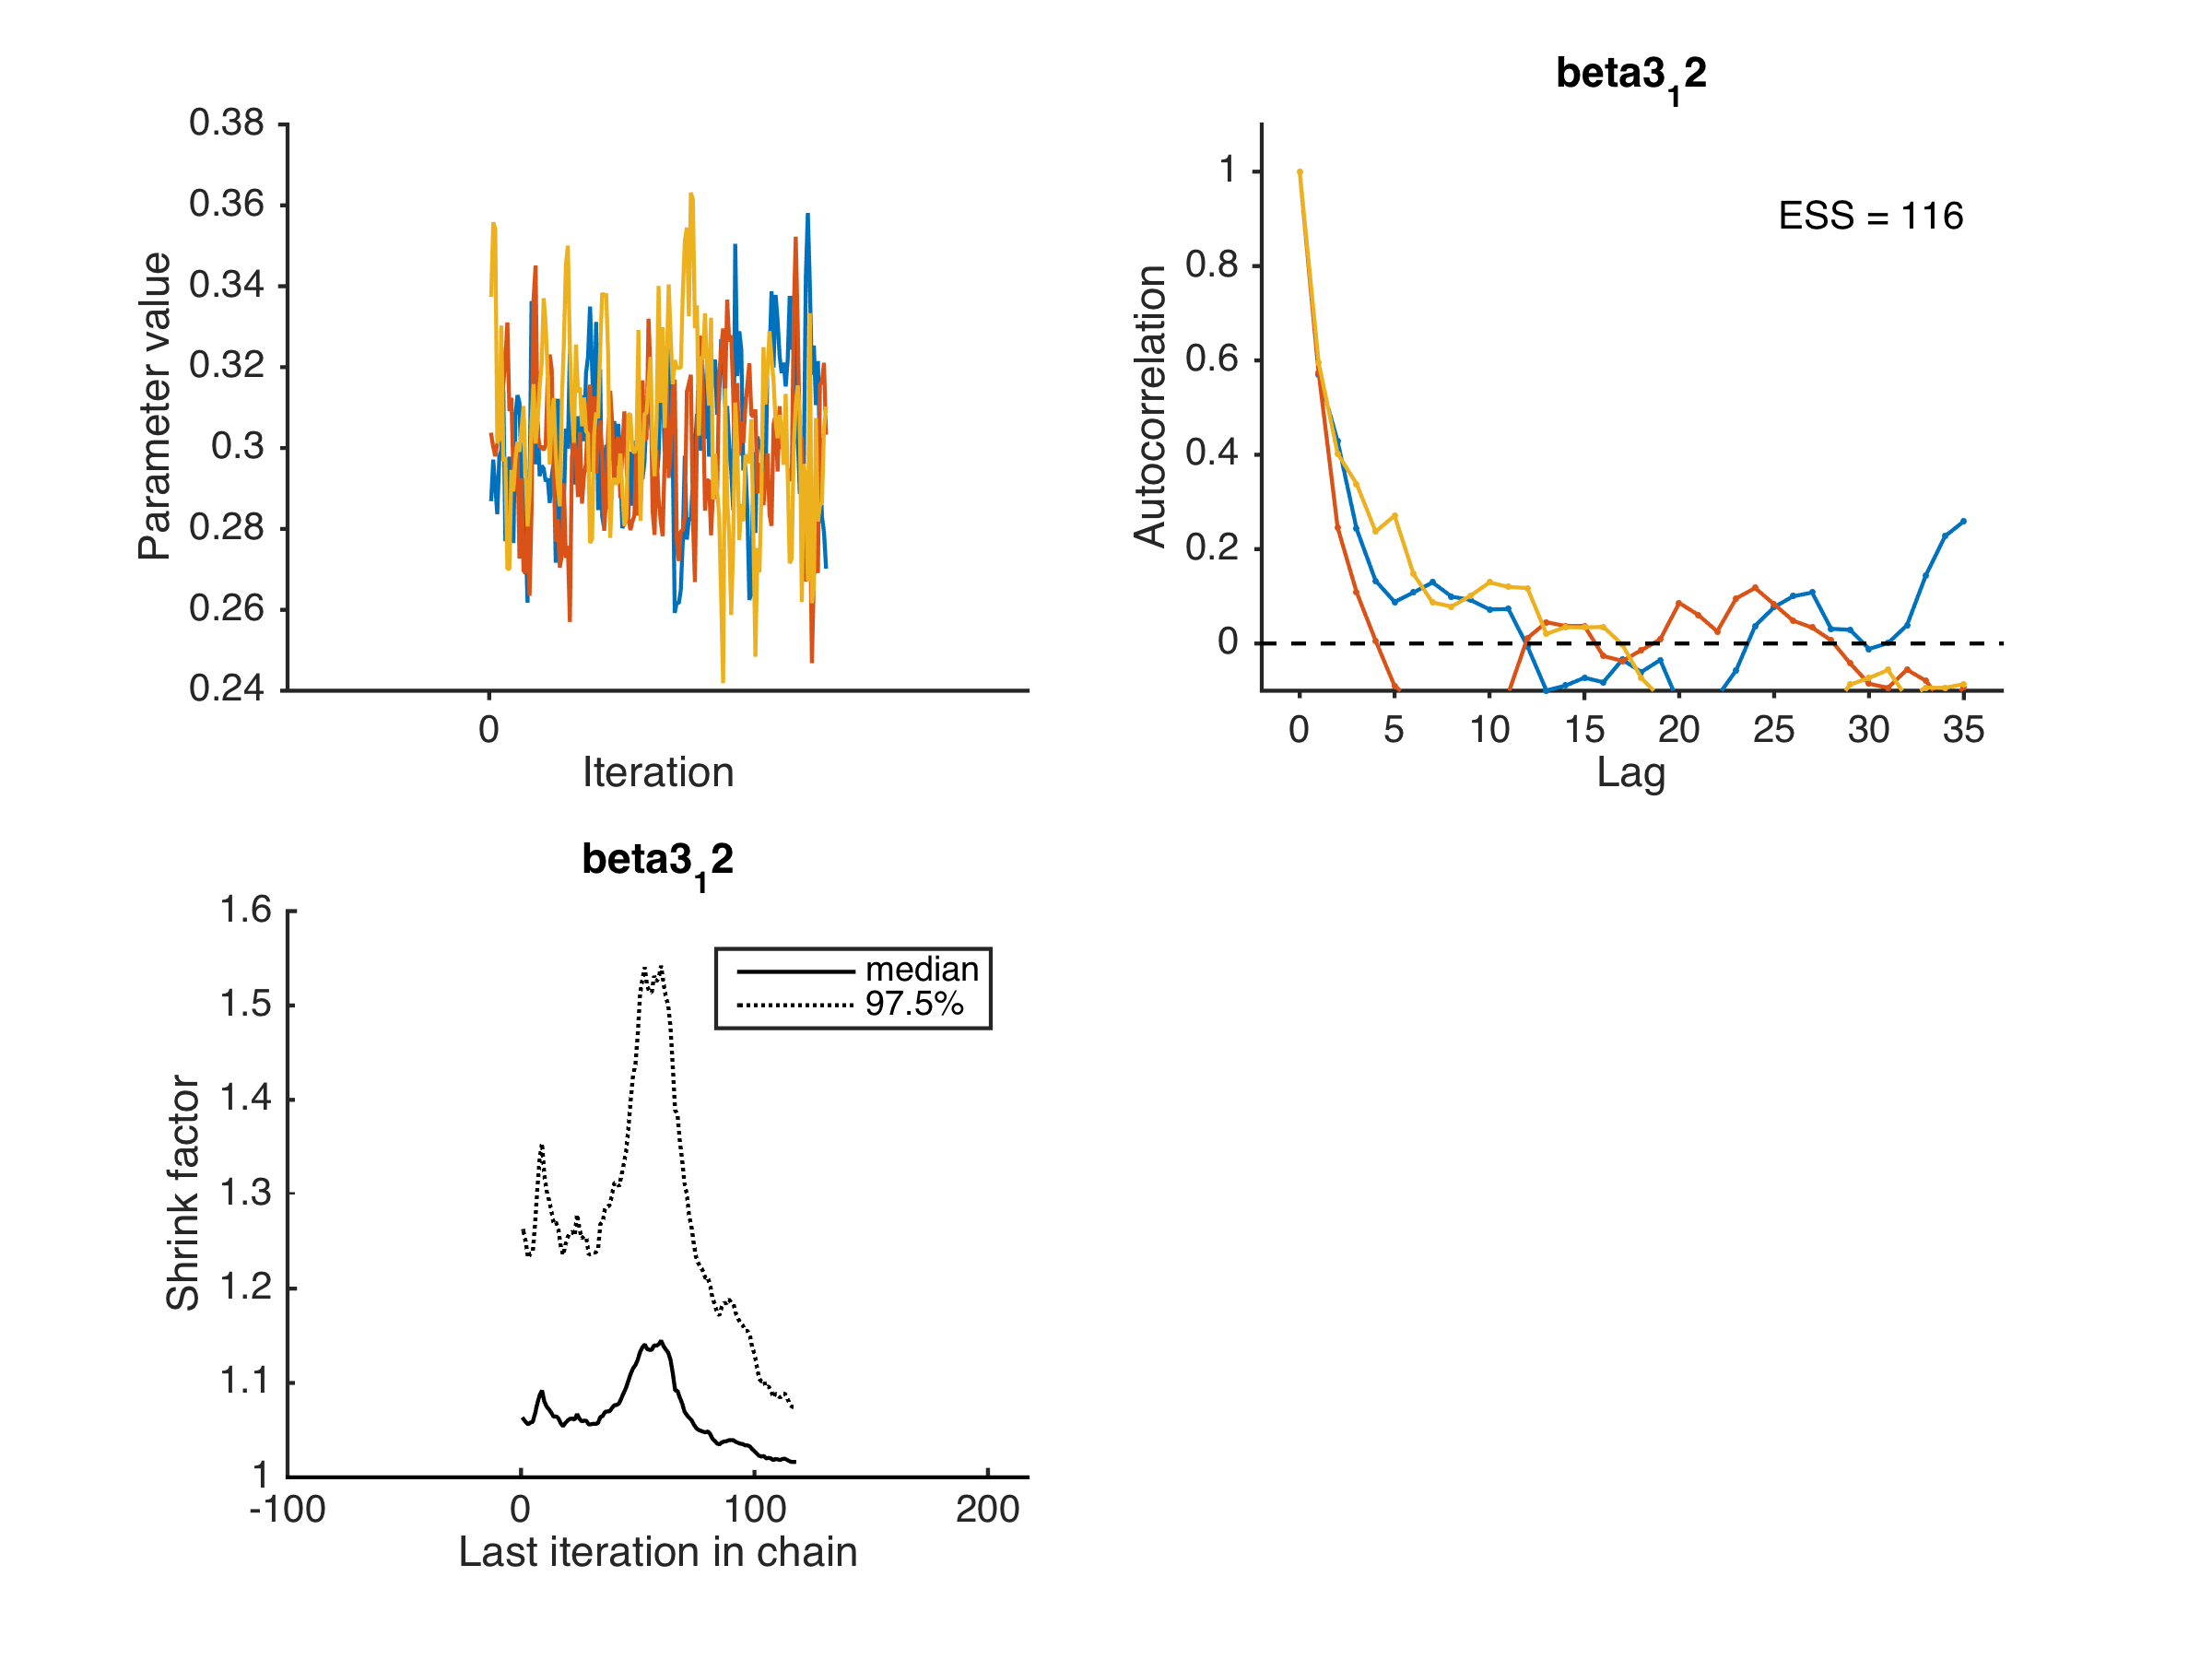 0.38
0.36
0.34
0.32
0.3
0.28
0.26
0.24
Parameter value
0
Iteration
beta3₁2
1
0.8
0.6
0.4
0.2
0
Autocorrelation
ESS = 116
0 5 10 15 20 25 30 35
Lag
beta3₁2
1.6
1.5
1.4
1.3
1.2
1.1
1
Shrink factor
median
97.5%
-100 0 100 200
Last iteration in chain